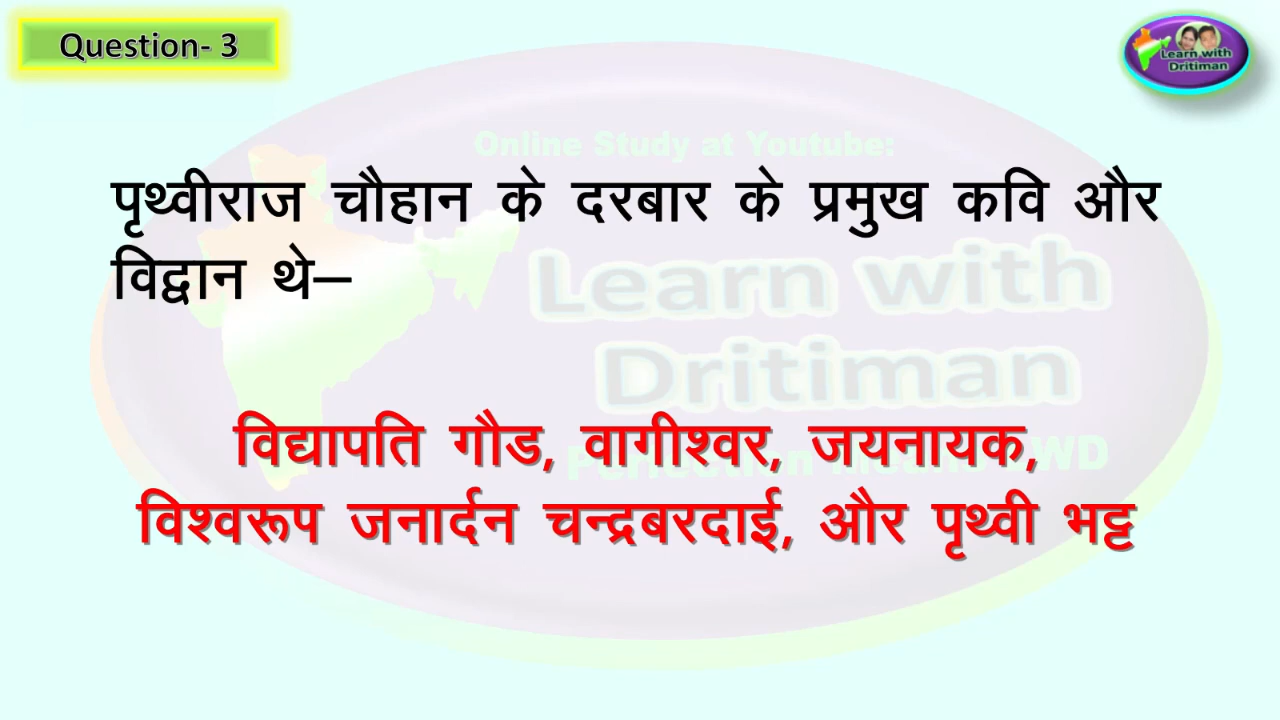 Question- 3
Learn with
Dritiman
Online Study at Youtube:
पृथ्वीराज चौहान के दरबार के प्रमुख कवि और
विद्वान थे—
Learn with
Dritiman
विद्यापति गौड, वागीश्वर, जयनायक,
विश्वरूप जनार्दन चन्द्रबरदाई, और पृथ्वी भट्ट